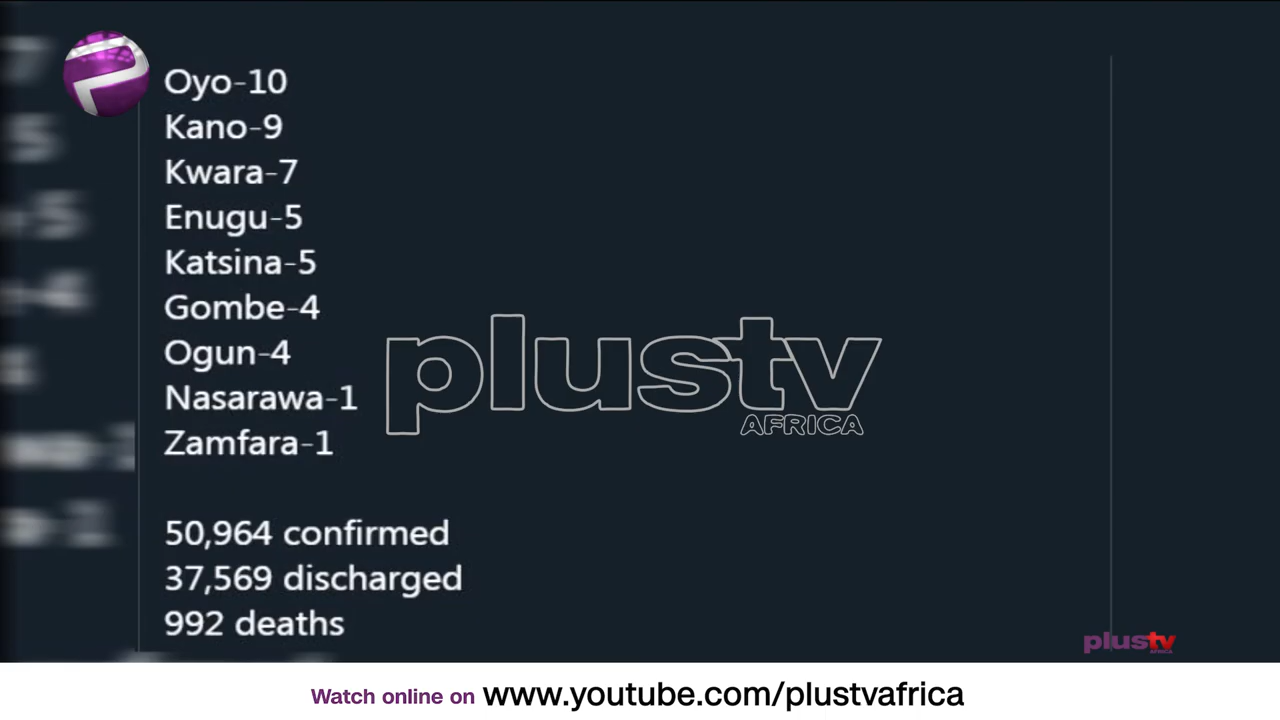 Oyo-10
Kano-9
Kwara-7
Enugu-5
Katsina-5
Gombe-4
Ogun-4
Nasarawa-1
Zamfara-1
50,964 confirmed
37,569 discharged
992 deaths
plustv
AFRICA
plustv
AFRICA
Watch online on www.youtube.com/plustvafrica